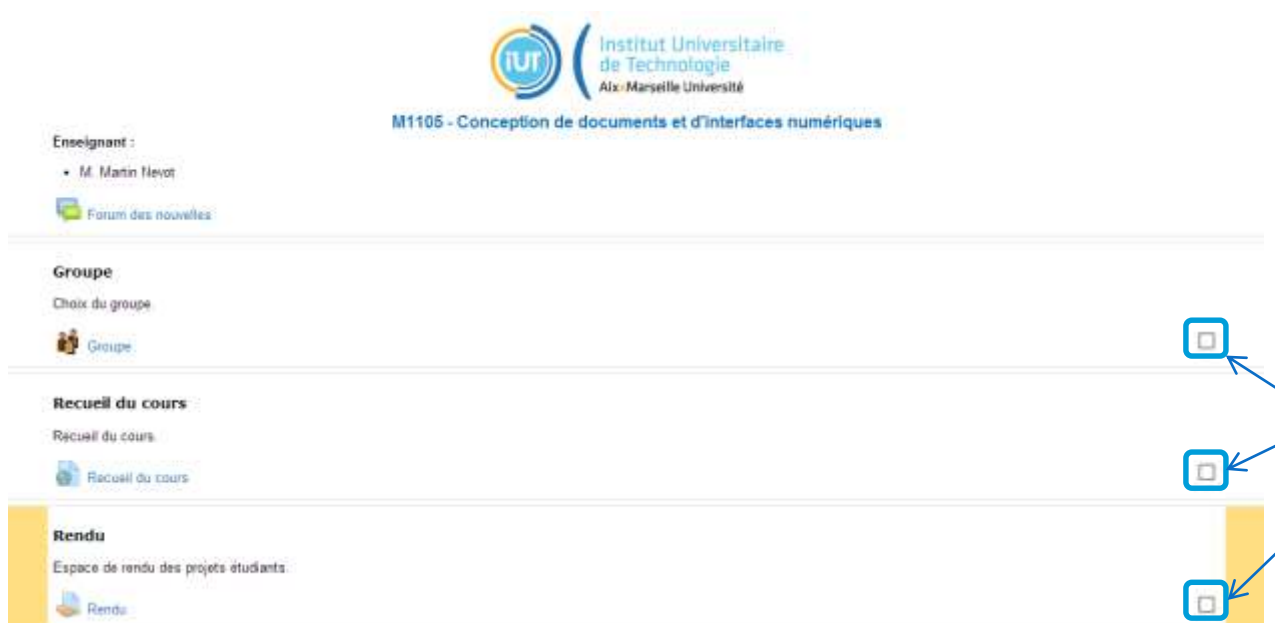 iUT
Institut Universitaire
de Technologie
Aix-Marseille Université
M1105 - Conception de documents et d'interfaces numériques
Enseignant :
• M. Martin Nevot
Forum des nouvelles
Groupe
Choix du groupe.
Groupe
Recueil du cours
Recueil du cours.
Recueil du cours
Rendu
Espace de rendu des projets étudiants.
Rendu